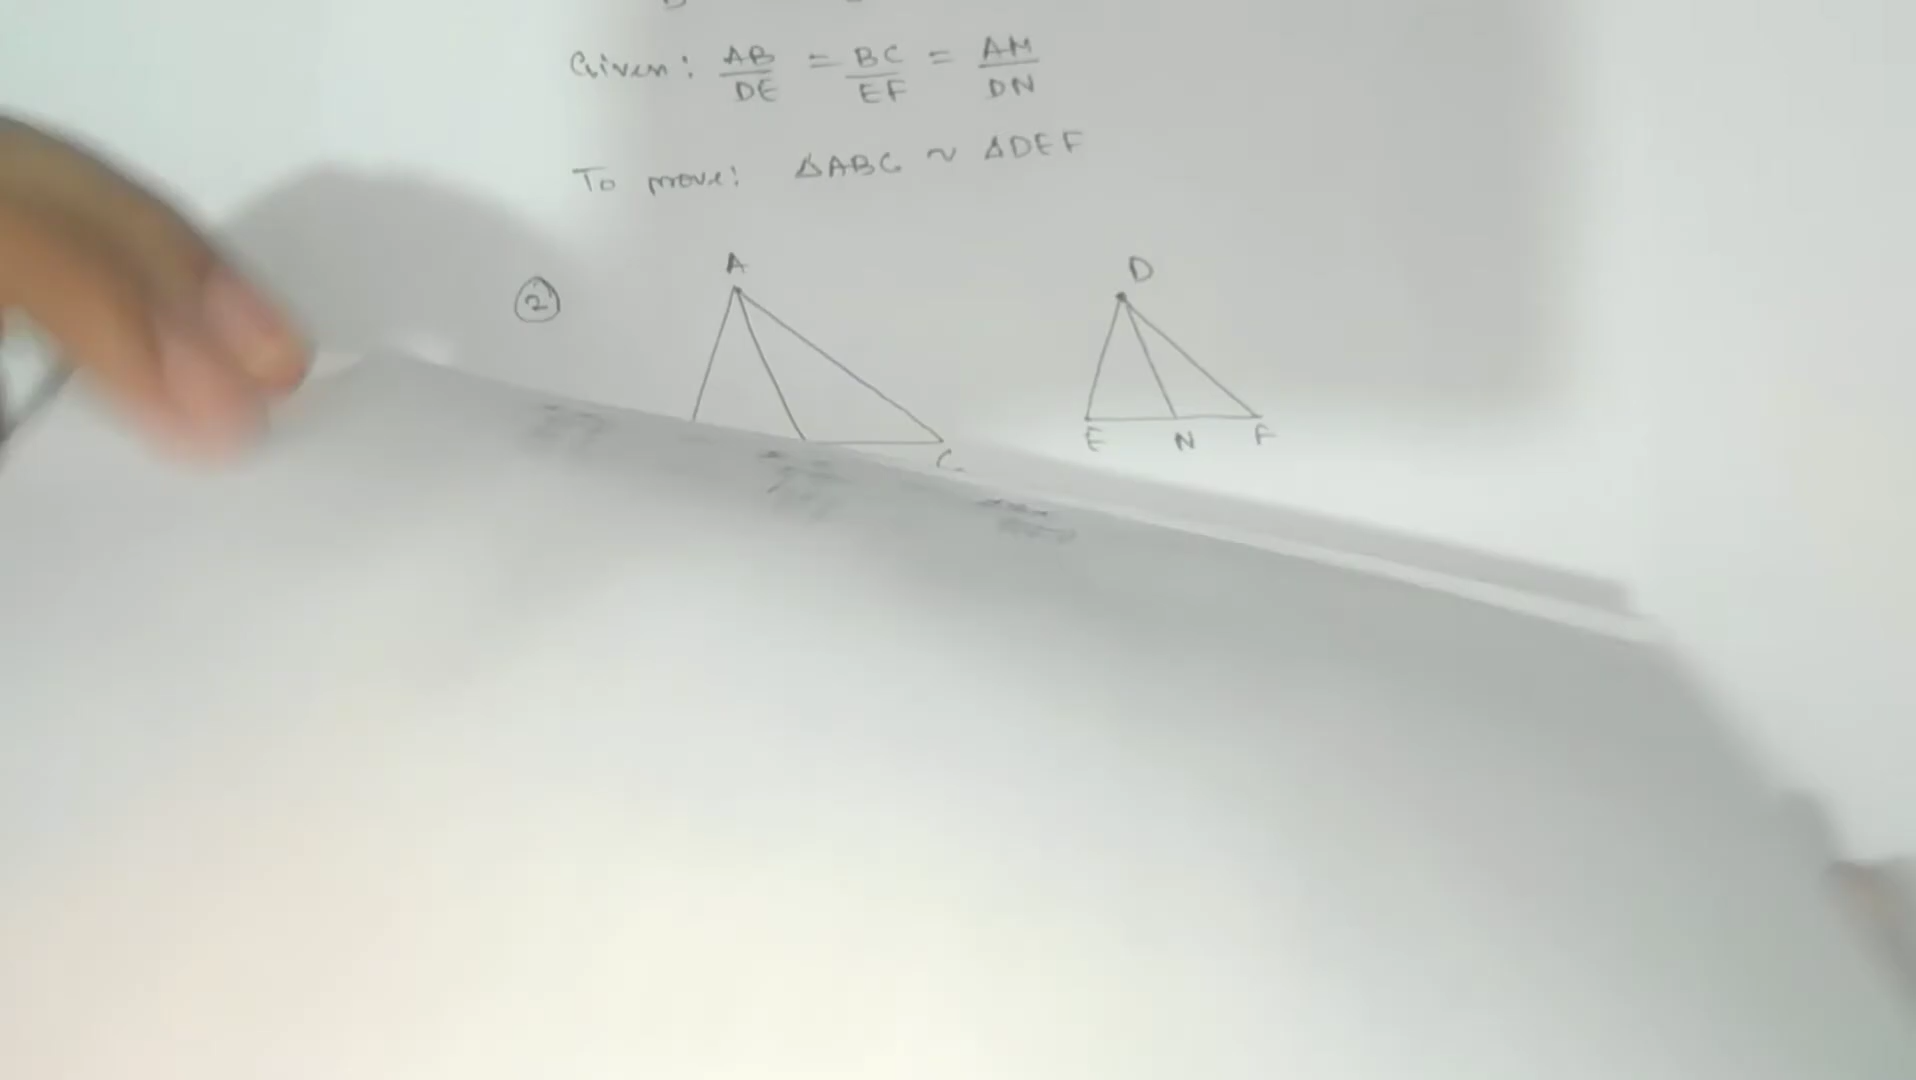 Given: AB/DE = BC/EF = AM/DN
To prove: ΔABC ~ ΔDEF
②
A D
E N F
C